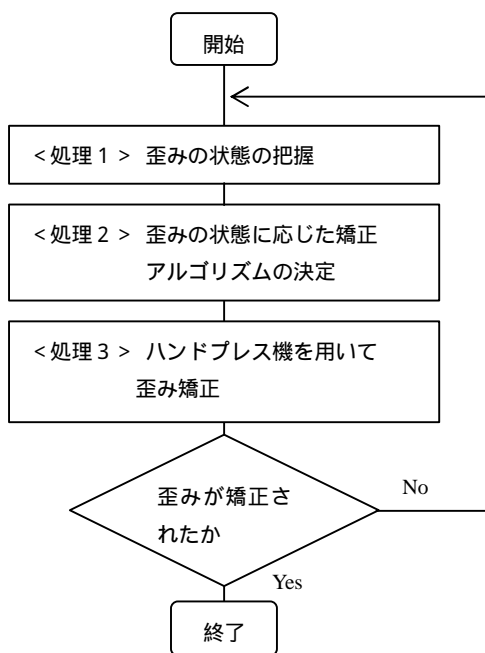 開始
<処理1> 歪みの状態の把握
<処理2> 歪みの状態に応じた矯正
アルゴリズムの決定
<処理3> ハンドプレス機を用いて
歪み矯正
歪みが矯正さ
れたか
No
Yes
終了